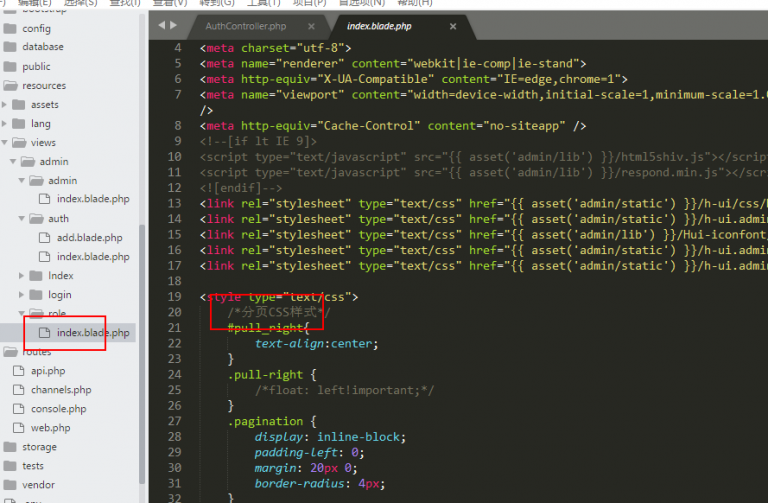 编辑(E) 选择(S) 查找(I) 查看(V) 转到(G) 工具(T) 项目(P) 首选项(N) 帮助(H)
bootstrap
config
database
public
resources
assets
lang
views
admin
admin
index.blade.php
auth
add.blade.php
index.blade.php
Index
login
role
index.blade.php
routes
api.php
channels.php
console.php
web.php
storage
tests
vendor
.env
AuthController.php × index.blade.php ×
4 <meta charset="utf-8">
5 <meta name="renderer" content="webkit|ie-comp|ie-stand">
6 <meta http-equiv="X-UA-Compatible" content="IE=edge,chrome=1">
7 <meta name="viewport" content="width=device-width,initial-scale=1,minimum-scale=1.0
/>
8 <meta http-equiv="Cache-Control" content="no-siteapp" />
9 <!--[if lt IE 9]>
10 <script type="text/javascript" src="{{ asset('admin/lib') }}/html5shiv.js"></script
11 <script type="text/javascript" src="{{ asset('admin/lib') }}/respond.min.js"></scri
12 <![endif]-->
13 <link rel="stylesheet" type="text/css" href="{{ asset('admin/static') }}/h-ui/css/H
14 <link rel="stylesheet" type="text/css" href="{{ asset('admin/static') }}/h-ui.admin
15 <link rel="stylesheet" type="text/css" href="{{ asset('admin/lib') }}/Hui-iconfont/
16 <link rel="stylesheet" type="text/css" href="{{ asset('admin/static') }}/h-ui.admin
17 <link rel="stylesheet" type="text/css" href="{{ asset('admin/static') }}/h-ui.admin
18
19 <style type="text/css">
20 /*分页CSS样式*/
21 #pull_right{
22 text-align:center;
23 }
24 .pull-right {
25 /*float: left!important;*/
26 }
27 .pagination {
28 display: inline-block;
29 padding-left: 0;
30 margin: 20px 0;
31 border-radius: 4px;
32 }